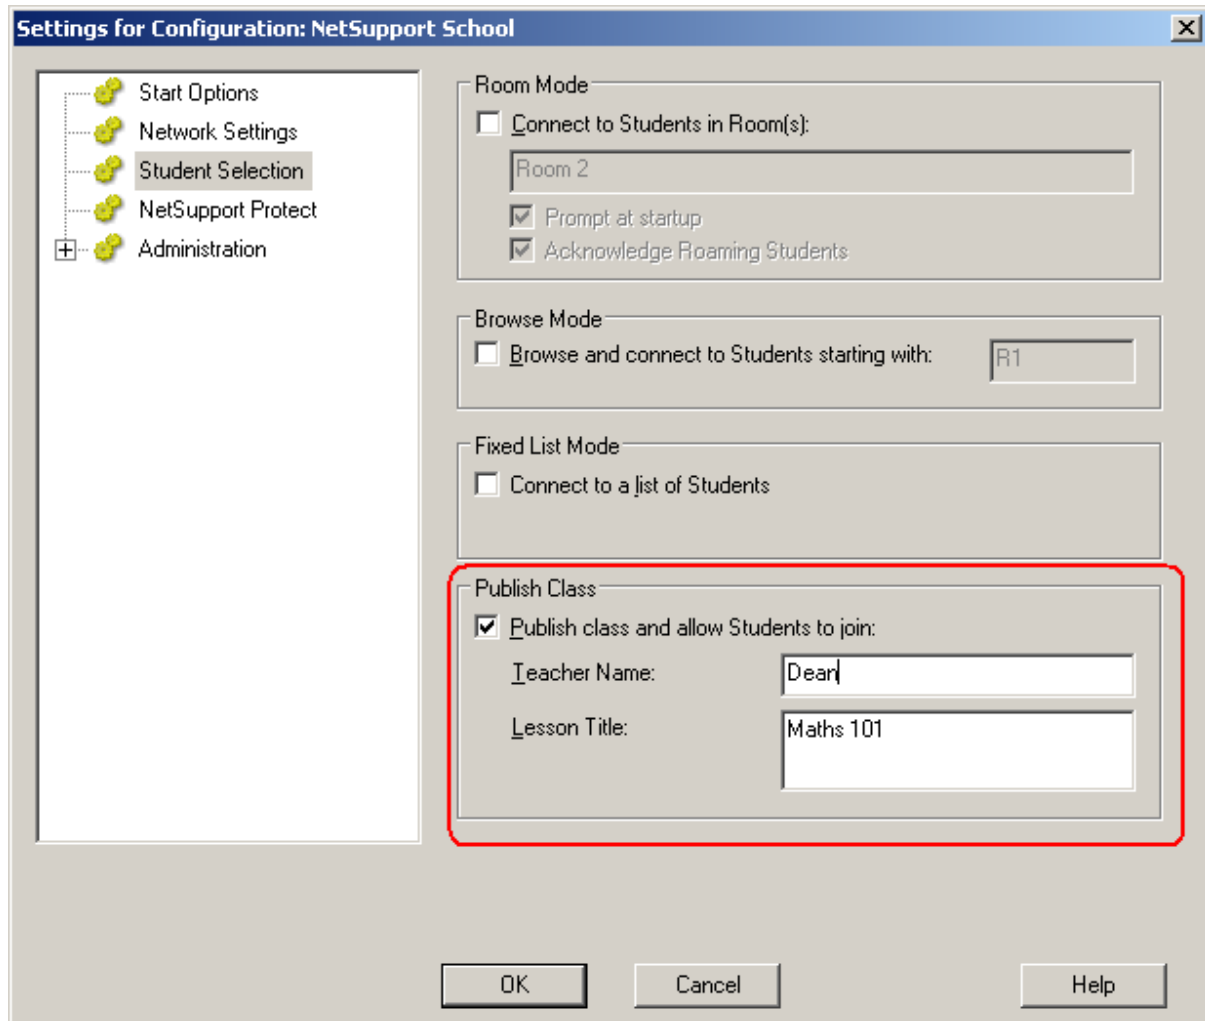 Settings for Configuration: NetSupport School
Start Options
Network Settings
Student Selection
NetSupport Protect
Administration
Room Mode
Connect to Students in Room(s):
Room 2
Prompt at startup
Acknowledge Roaming Students
Browse Mode
Browse and connect to Students starting with:
R1
Fixed List Mode
Connect to a list of Students
Publish Class
Publish class and allow Students to join:
Teacher Name:
Dean
Lesson Title:
Maths 101
OK
Cancel
Help